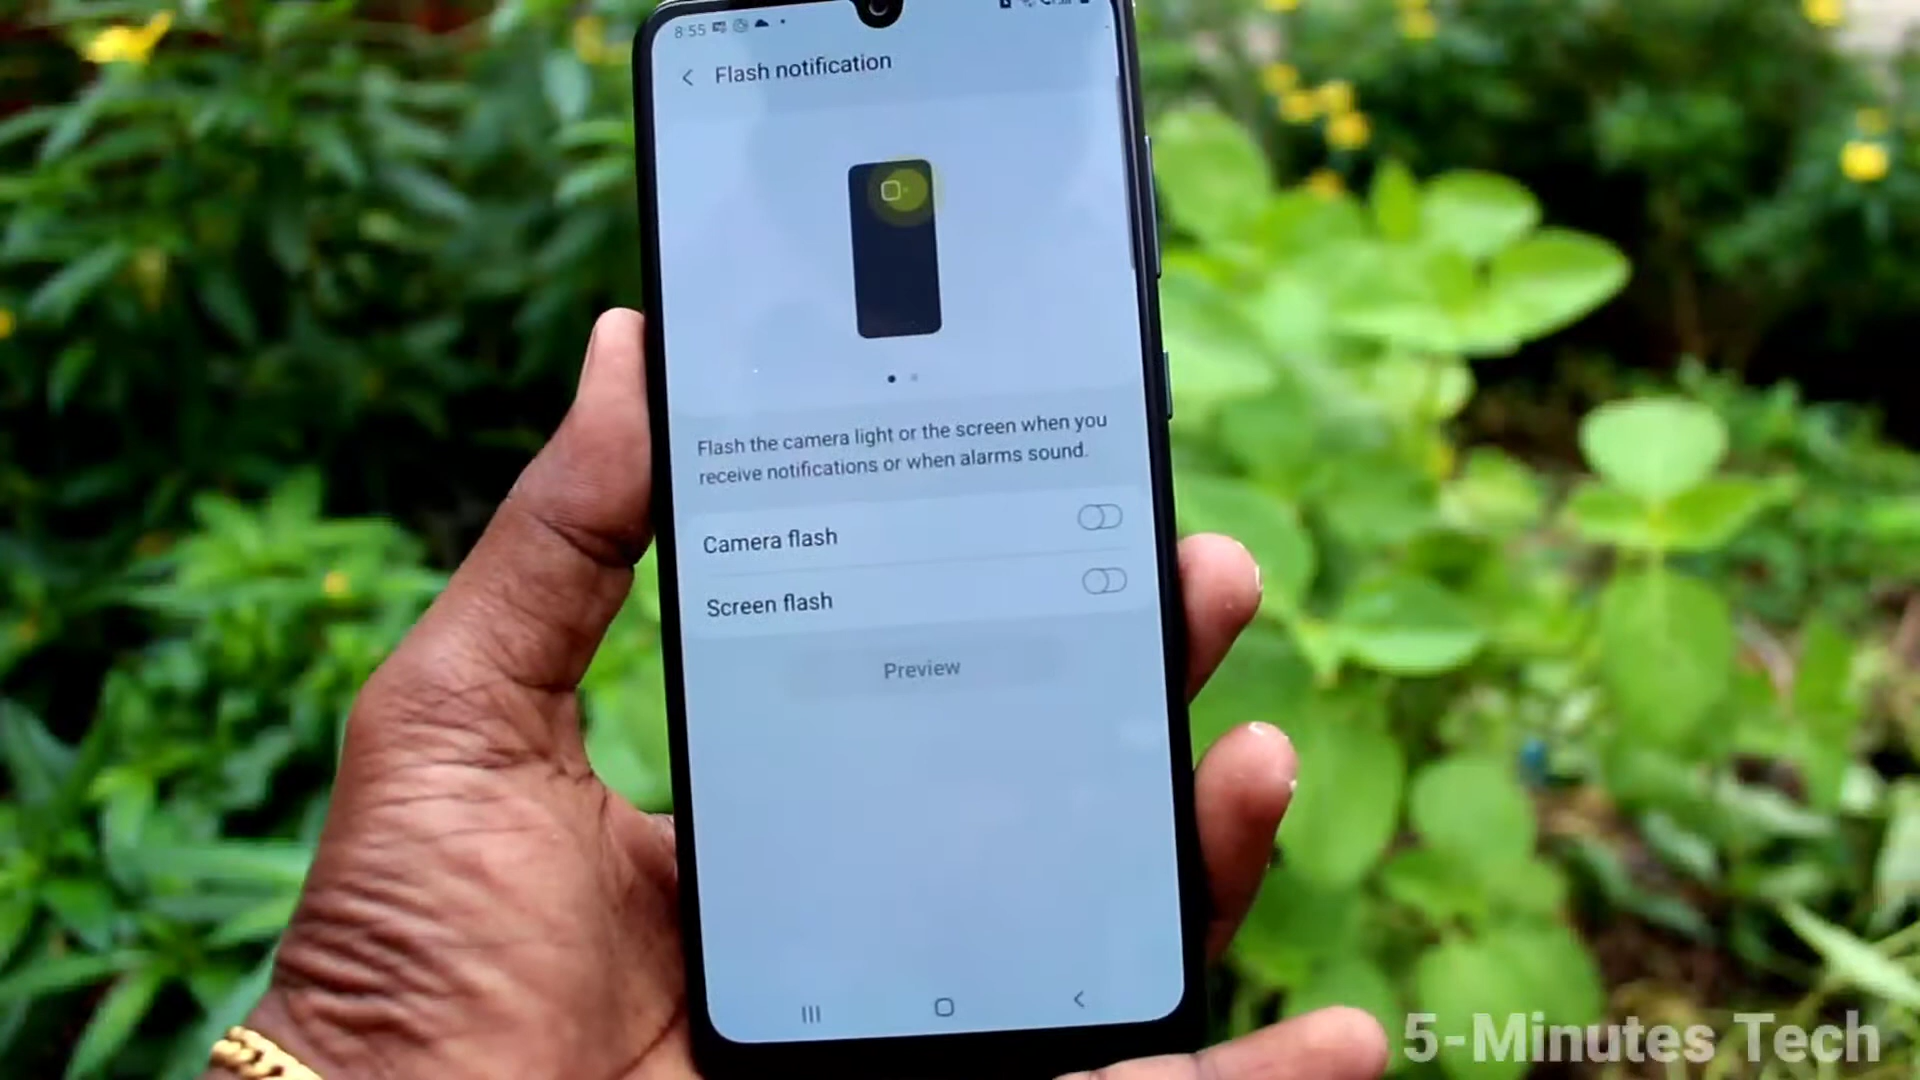 8:55
Flash notification
Flash the camera light or the screen when you
receive notifications or when alarms sound.
Camera flash
Screen flash
Preview
5-Minutes Tech